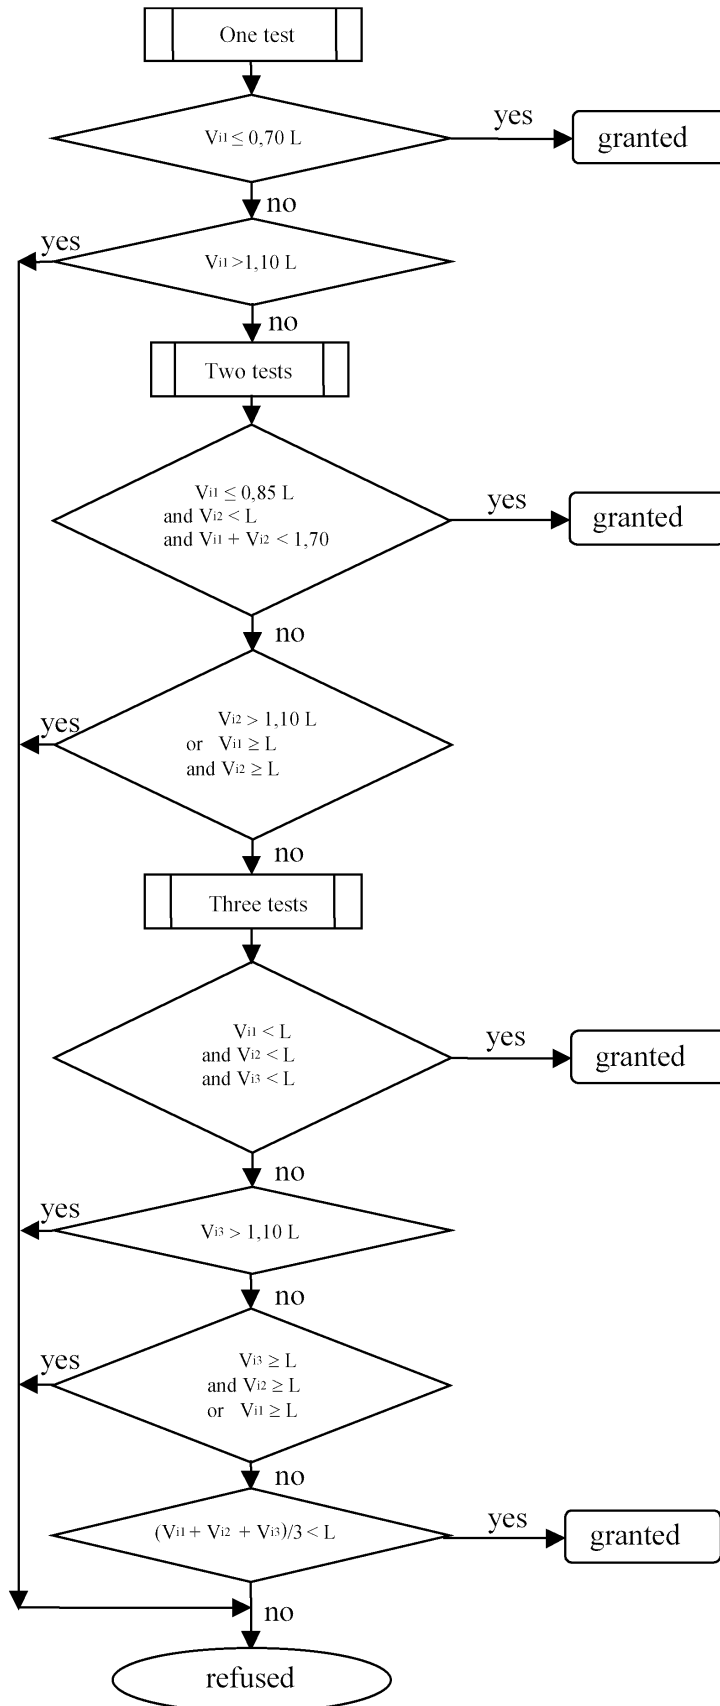 One test
Vi1 ≤ 0,70 L
yes
granted
no
yes
Vi1 >1,10 L
no
Two tests
Vi1 ≤ 0,85 L
and Vi2 < L
and Vi1 + Vi2 < 1,70
yes
granted
no
yes
Vi2 > 1,10 L
or Vi1 ≥ L
and Vi2 ≥ L
no
Three tests
Vi1 < L
and Vi2 < L
and Vi3 < L
yes
granted
no
yes
Vi3 > 1,10 L
no
yes
Vi3 ≥ L
and Vi2 ≥ L
or Vi1 ≥ L
no
(Vi1 + Vi2 + Vi3)/3 < L
yes
granted
no
refused